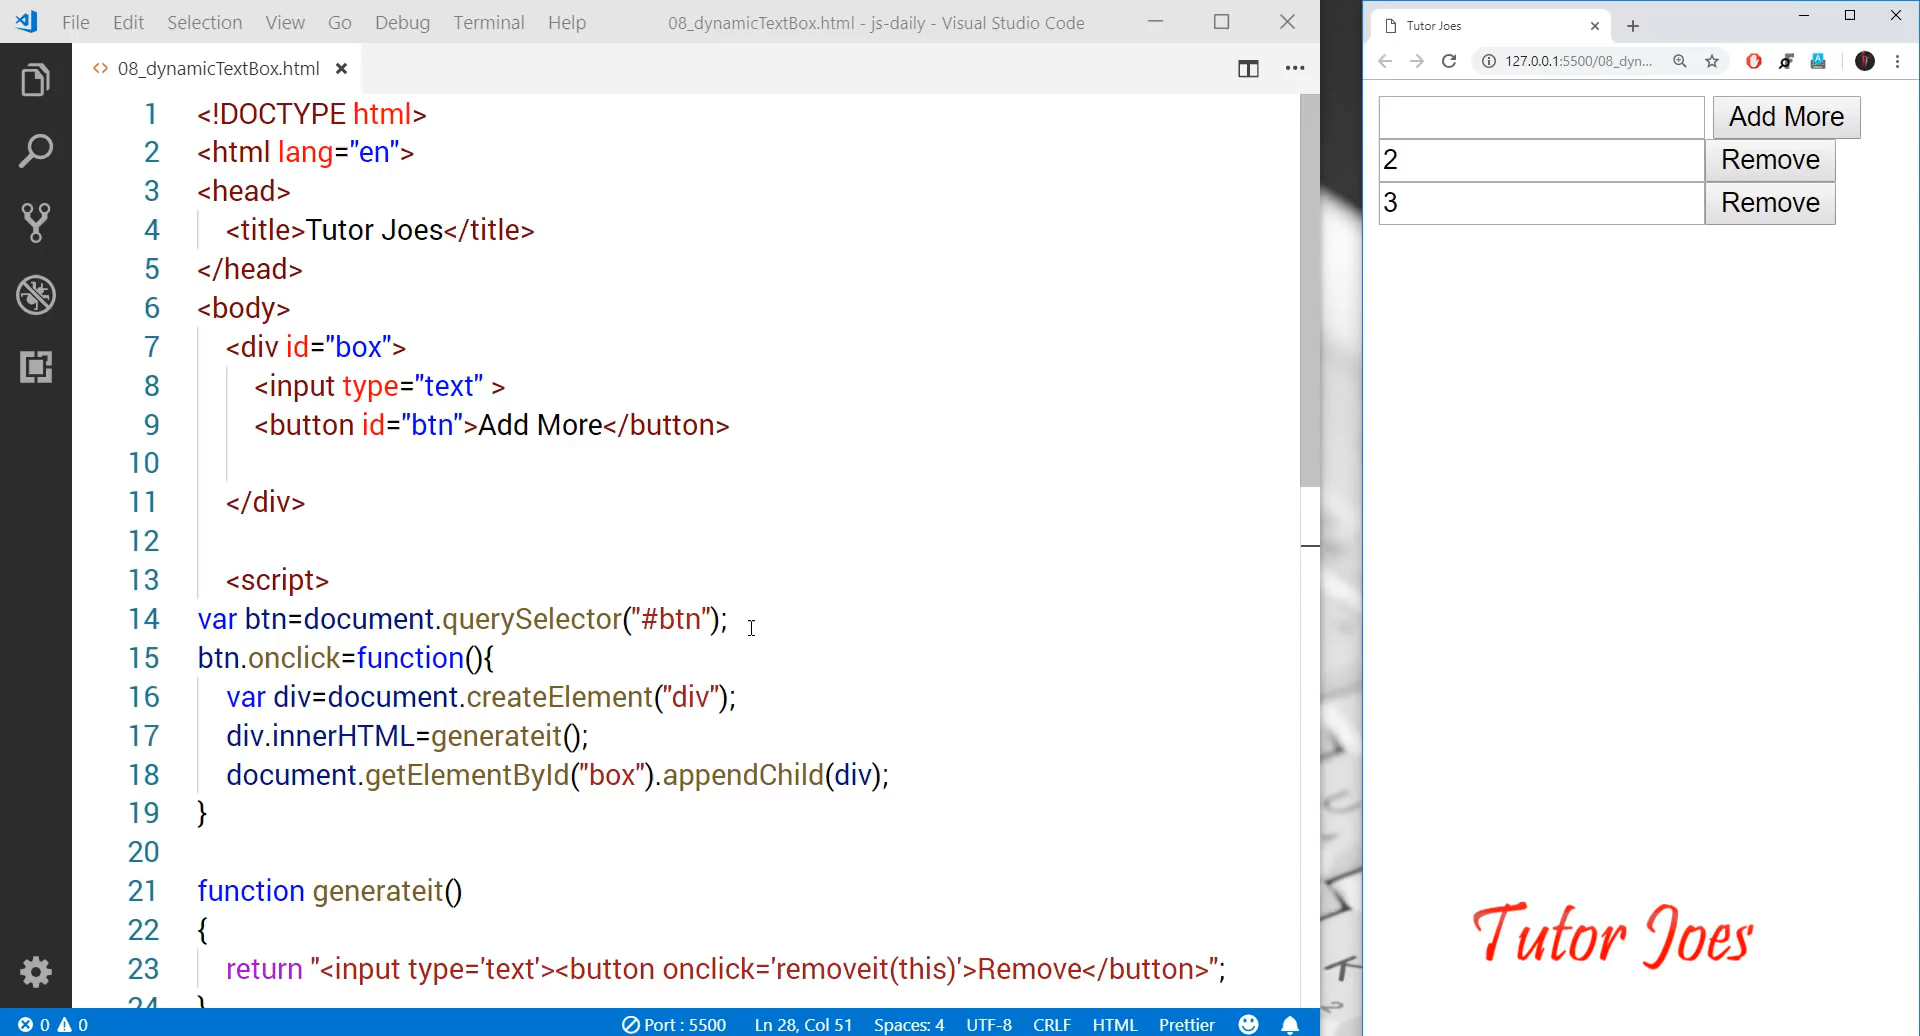 File Edit Selection View Go Debug Terminal Help 08_dynamicTextBox.html - js-daily - Visual Studio Code
<> 08_dynamicTextBox.html
1 <!DOCTYPE html>
2 <html lang="en">
3 <head>
4 <title>Tutor Joes</title>
5 </head>
6 <body>
7 <div id="box">
8 <input type="text" >
9 <button id="btn">Add More</button>
10
11 </div>
12
13 <script>
14 var btn=document.querySelector("#btn");
15 btn.onclick=function(){
16 var div=document.createElement("div");
17 div.innerHTML=generateit();
18 document.getElementById("box").appendChild(div);
19 }
20
21 function generateit()
22 {
23 return "<input type='text'><button onclick='removeit(this)'>Remove</button>";
24 }
0 0 Port : 5500 Ln 28, Col 51 Spaces: 4 UTF-8 CRLF HTML Prettier
Tutor Joes
127.0.0.1:5500/08_dyn...
Add More
2 Remove
3 Remove
Tutor Joes